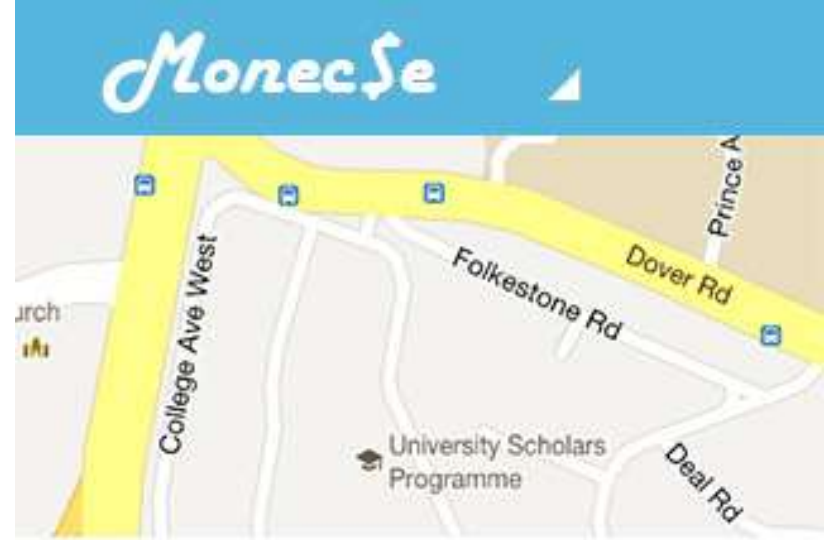 Monec$e
Prince A
Dover Rd
Folkestone Rd
College Ave West
urch
University Scholars
Programme
Deal Rd